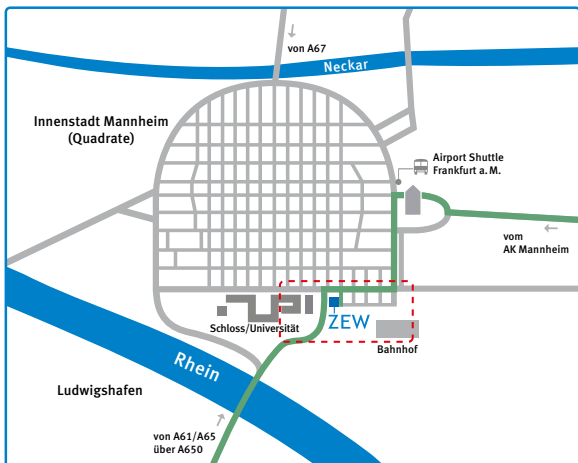 von A67
Neckar
Innenstadt Mannheim
(Quadrate)
Airport Shuttle
Frankfurt a. M.
vom
AK Mannheim
Schloss/Universität
ZEW
Bahnhof
Rhein
Ludwigshafen
von A61/A65
über A650